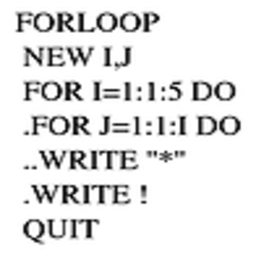 FORLOOP
NEW I,J
FOR I=1:1:5 DO
.FOR J=1:1:I DO
..WRITE "*"
.WRITE !
QUIT